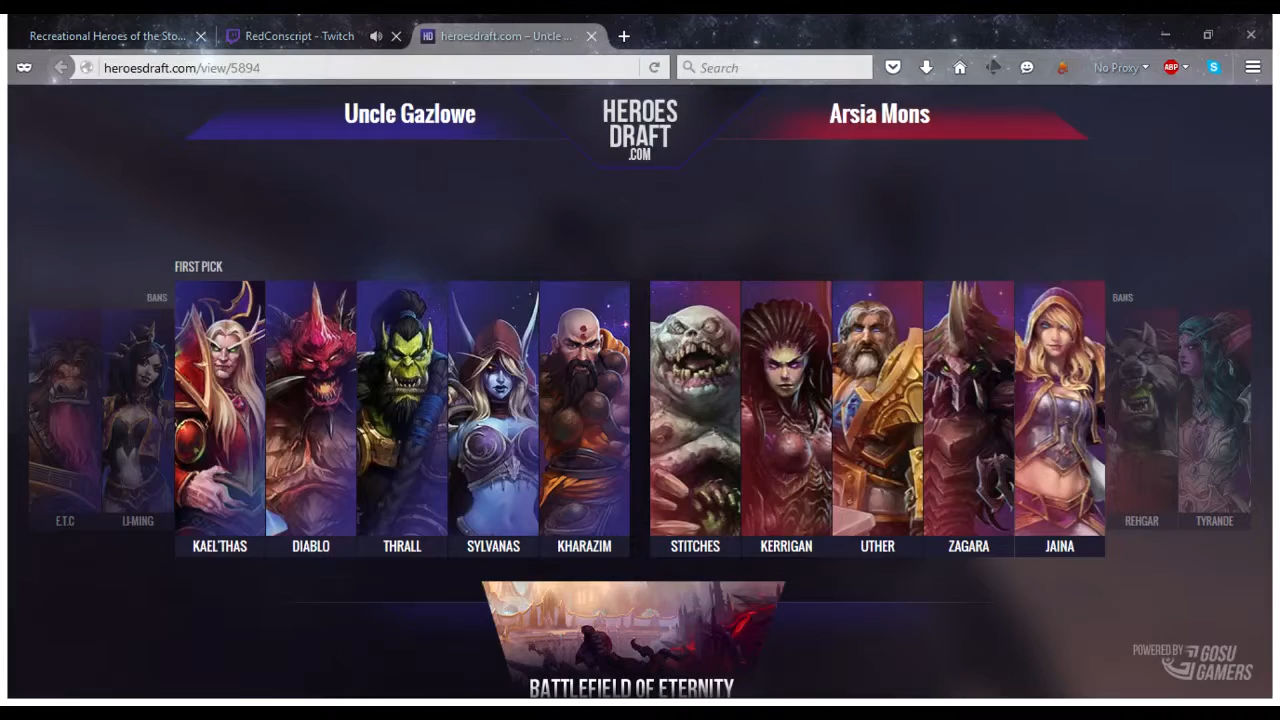 Recreational Heroes of the Sto...
RedConscript - Twitch
HD heroesdraft.com – Uncle ...
heroesdraft.com/view/5894
Search
No Proxy
ABP
Uncle Gazlowe
HEROES
DRAFT
.COM
Arsia Mons
FIRST PICK
BANS
BANS
E.T.C
LI-MING
KAEL'THAS
DIABLO
THRALL
SYLVANAS
KHARAZIM
STITCHES
KERRIGAN
UTHER
ZAGARA
JAINA
REHGAR
TYRANDE
BATTLEFIELD OF ETERNITY
POWERED BY GOSU
GAMERS